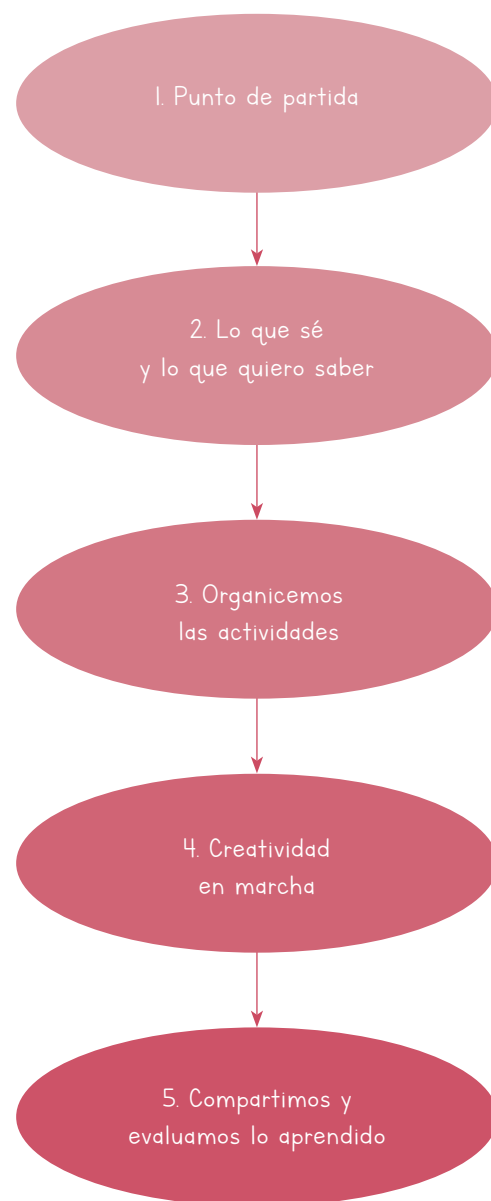 1. Punto de partida
2. Lo que sé
y lo que quiero saber
3. Organicemos
las actividades
4. Creatividad
en marcha
5. Compartimos y
evaluamos lo aprendido